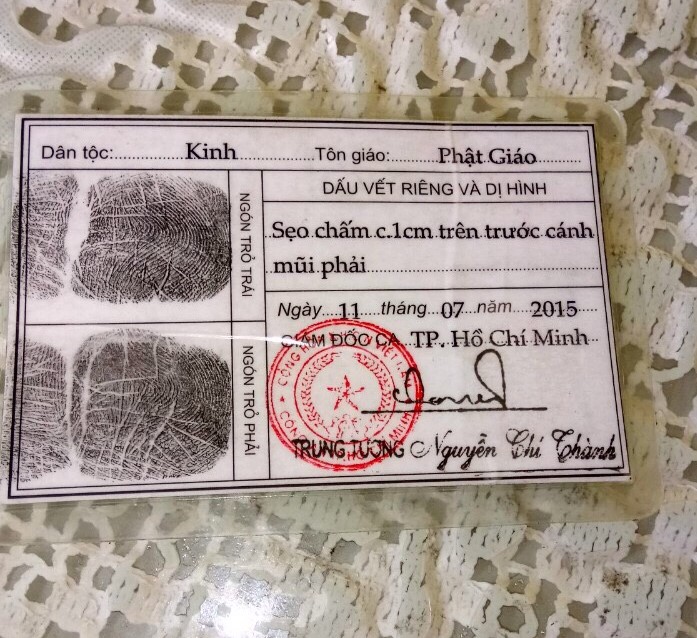 Dân tộc: Kinh Tôn giáo: Phật Giáo
NGÓN TRỎ TRÁI
DẤU VẾT RIÊNG VÀ DỊ HÌNH
Sẹo chấm c.1cm trên trước cánh
mũi phải
Ngày 11 tháng 07 năm 2015
GIÁM ĐỐC CA. TP. Hồ Chí Minh
NGÓN TRỎ PHẢI
TRUNG TƯỚNG Nguyễn Chí Thành